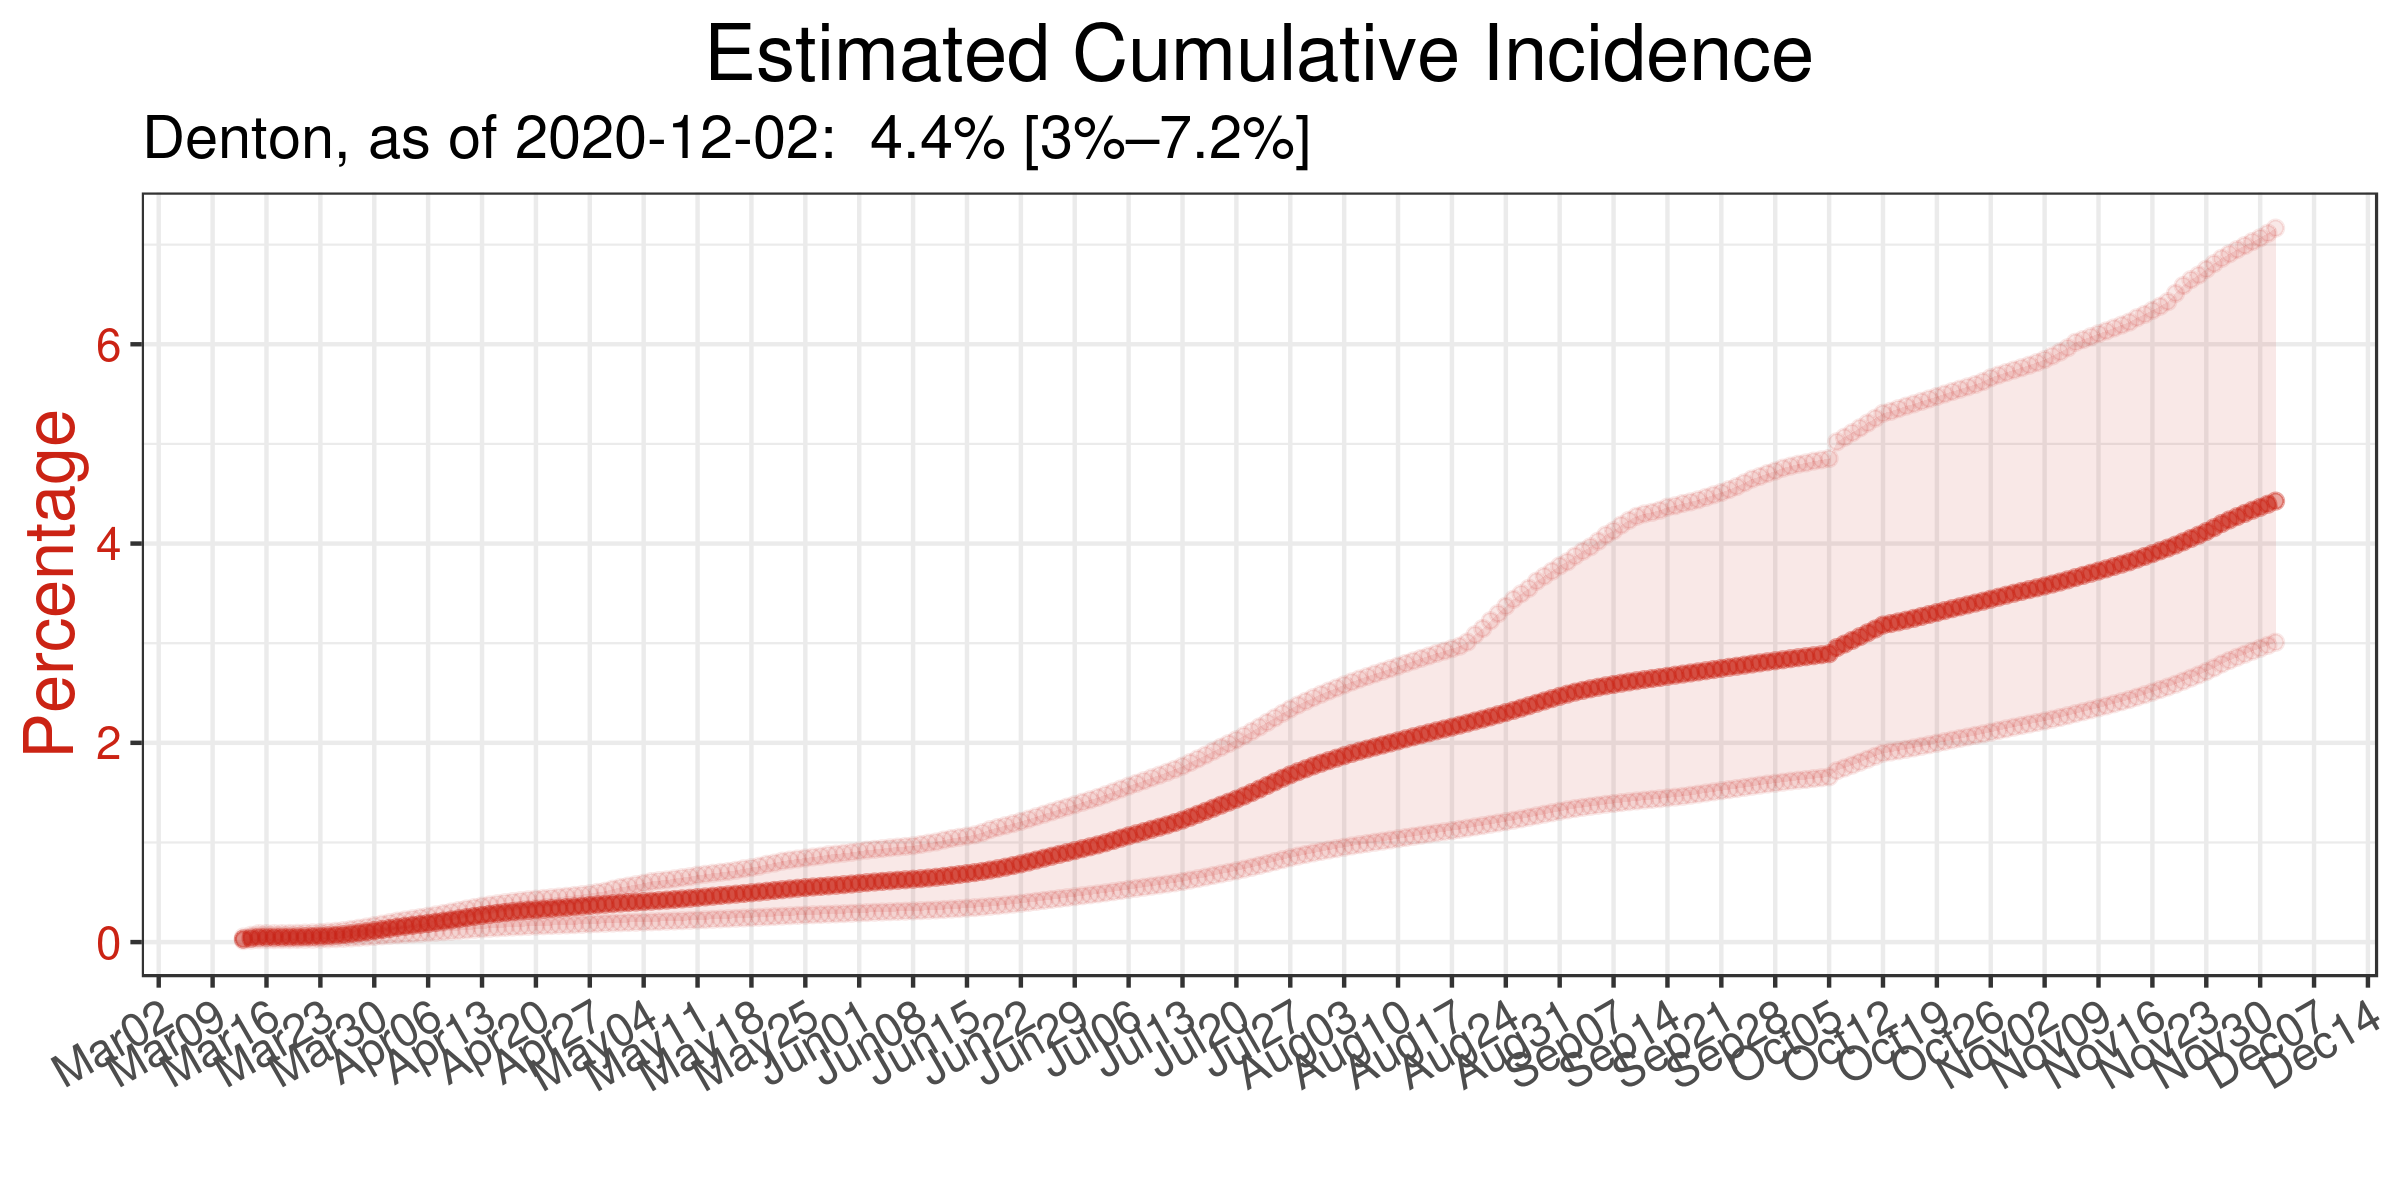 Estimated Cumulative Incidence
Denton, as of 2020-12-02:  4.4% [3%–7.2%]
Percentage
6
4
2
0
Mar02
Mar09
Mar16
Mar23
Mar30
Apr06
Apr13
Apr20
Apr27
May04
May11
May18
May25
Jun01
Jun08
Jun15
Jun22
Jun29
Jul06
Jul13
Jul20
Jul27
Aug03
Aug10
Aug17
Aug24
Aug31
Sep07
Sep14
Sep21
Sep28
Oct05
Oct12
Oct19
Oct26
Nov02
Nov09
Nov16
Nov23
Nov30
Dec07
Dec14